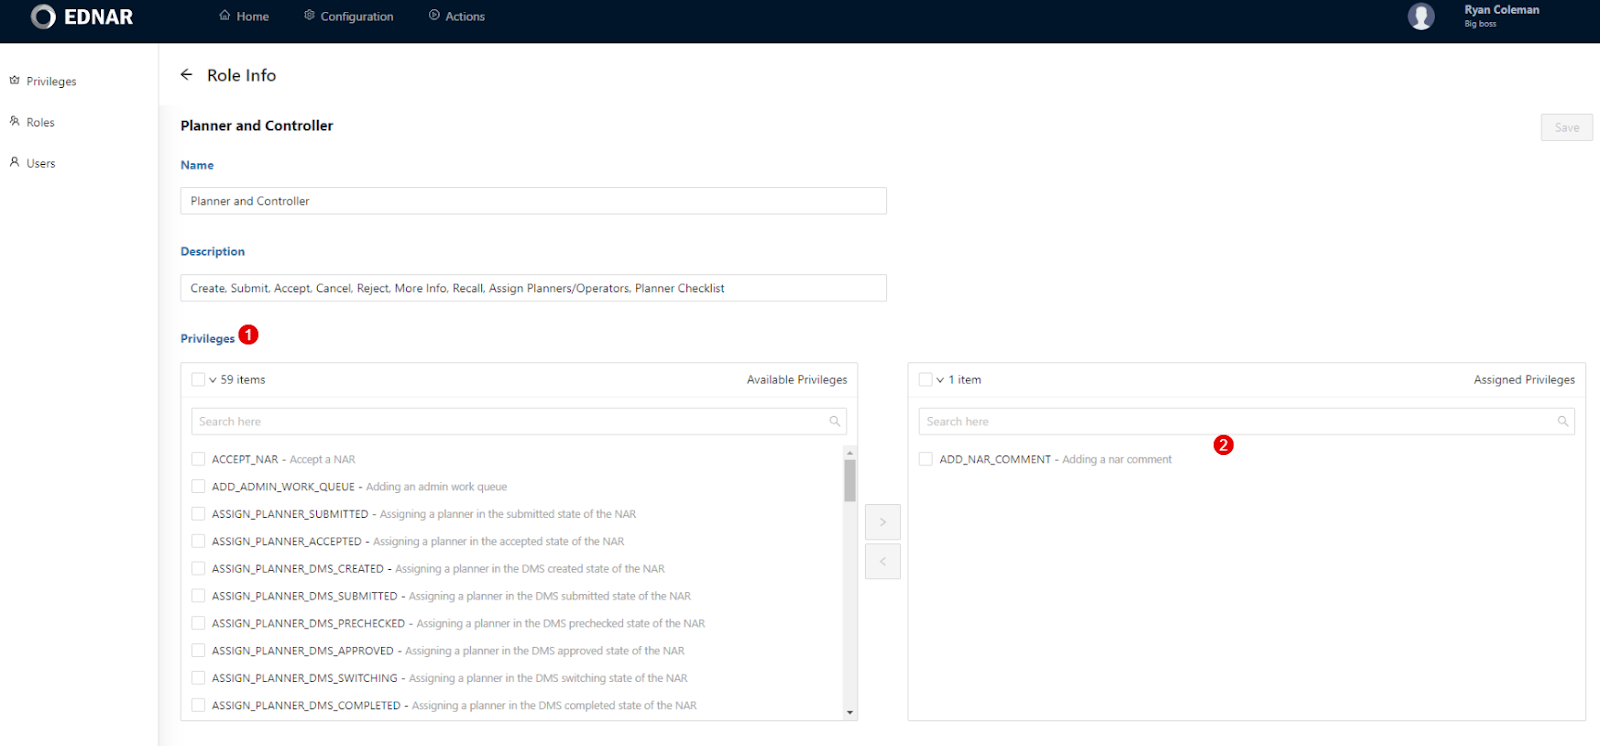 EDNAR
Home
Configuration
Actions
Ryan Coleman
Big boss
Privileges
Roles
Users
Role Info
Planner and Controller
Save
Name
Planner and Controller
Description
Create, Submit, Accept, Cancel, Reject, More Info, Recall, Assign Planners/Operators, Planner Checklist
Privileges 1
59 items Available Privileges
Search here
ACCEPT_NAR - Accept a NAR
ADD_ADMIN_WORK_QUEUE - Adding an admin work queue
ASSIGN_PLANNER_SUBMITTED - Assigning a planner in the submitted state of the NAR
ASSIGN_PLANNER_ACCEPTED - Assigning a planner in the accepted state of the NAR
ASSIGN_PLANNER_DMS_CREATED - Assigning a planner in the DMS created state of the NAR
ASSIGN_PLANNER_DMS_SUBMITTED - Assigning a planner in the DMS submitted state of the NAR
ASSIGN_PLANNER_DMS_PRECHECKED - Assigning a planner in the DMS prechecked state of the NAR
ASSIGN_PLANNER_DMS_APPROVED - Assigning a planner in the DMS approved state of the NAR
ASSIGN_PLANNER_DMS_SWITCHING - Assigning a planner in the DMS switching state of the NAR
ASSIGN_PLANNER_DMS_COMPLETED - Assigning a planner in the DMS completed state of the NAR
1 item Assigned Privileges
Search here
2
ADD_NAR_COMMENT - Adding a nar comment